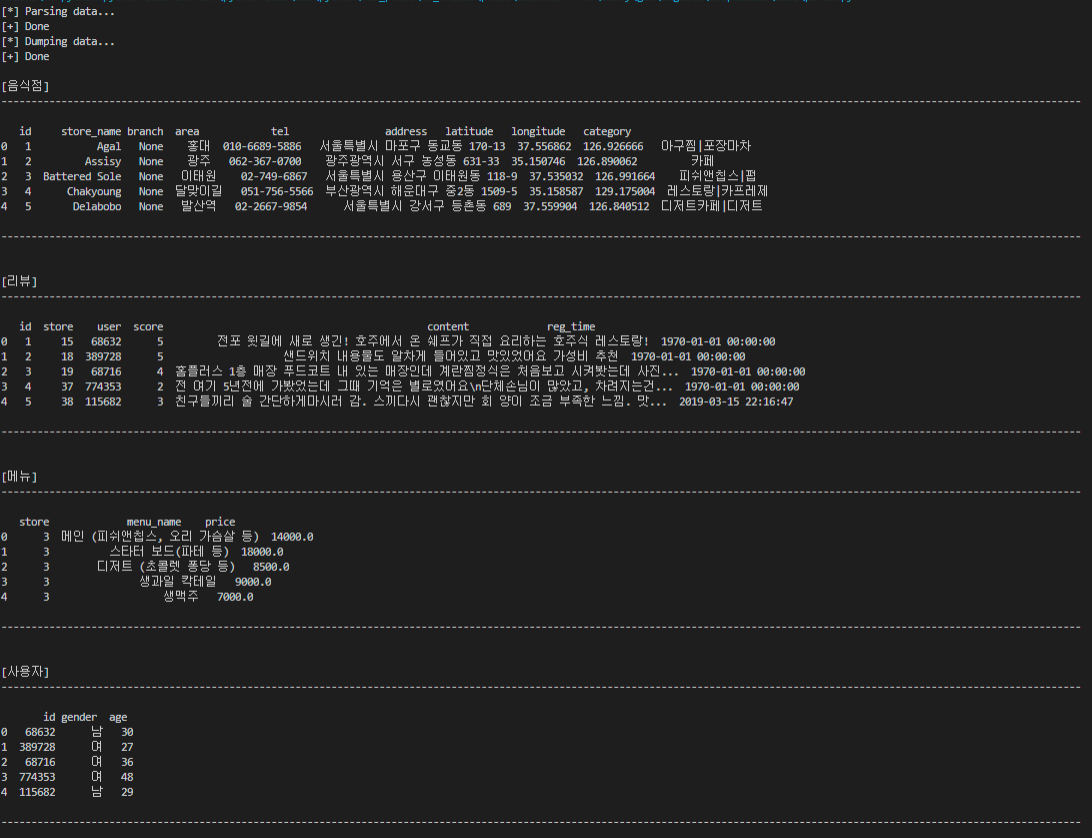 [*] Parsing data...
[+] Done
[*] Dumping data...
[+] Done
[음식점]
id store_name branch area tel address latitude longitude category
0 1 Agal None 홍대 010-6689-5886 서울특별시 마포구 동교동 170-13 37.556862 126.926666 아구찜|포장마차
1 2 Assisy None 광주 062-367-0700 광주광역시 서구 농성동 631-33 35.150746 126.890062 카페
2 3 Battered Sole None 이태원 02-749-6867 서울특별시 용산구 이태원동 118-9 37.535032 126.991664 피쉬앤칩스|펍
3 4 Chakyoung None 달맞이길 051-756-5566 부산광역시 해운대구 중2동 1509-5 35.158587 129.175004 레스토랑|카프레제
4 5 Delabobo None 발산역 02-2667-9854 서울특별시 강서구 등촌동 689 37.559904 126.840512 디저트카페|디저트
[리뷰]
id store user score content reg_time
0 1 15 68632 5 전포 윗길에 새로 생긴! 호주에서 온 쉐프가 직접 요리하는 호주식 레스토랑! 1970-01-01 00:00:00
1 2 18 389728 5 샌드위치 내용물도 알차게 들어있고 맛있었어요 가성비 추천 1970-01-01 00:00:00
2 3 19 68716 4 홈플러스 1층 매장 푸드코트 내 있는 매장인데 계란찜정식은 처음보고 시켜봣는데 사진... 1970-01-01 00:00:00
3 4 37 774353 2 전 여기 5년전에 가봤었는데 그때 기억은 별로였어요\n단체손님이 많았고, 차려지는건... 1970-01-01 00:00:00
4 5 38 115682 3 친구들끼리 술 간단하게마시러 감. 스끼다시 괜찮지만 회 양이 조금 부족한 느낌. 맛... 2019-03-15 22:16:47
[메뉴]
store menu_name price
0 3 메인 (피쉬앤칩스, 오리 가슴살 등) 14000.0
1 3 스타터 보드(파테 등) 18000.0
2 3 디저트 (초콜렛 퐁당 등) 8500.0
3 3 생과일 칵테일 9000.0
4 3 생맥주 7000.0
[사용자]
id gender age
0 68632 남 30
1 389728 여 27
2 68716 여 36
3 774353 여 48
4 115682 남 29